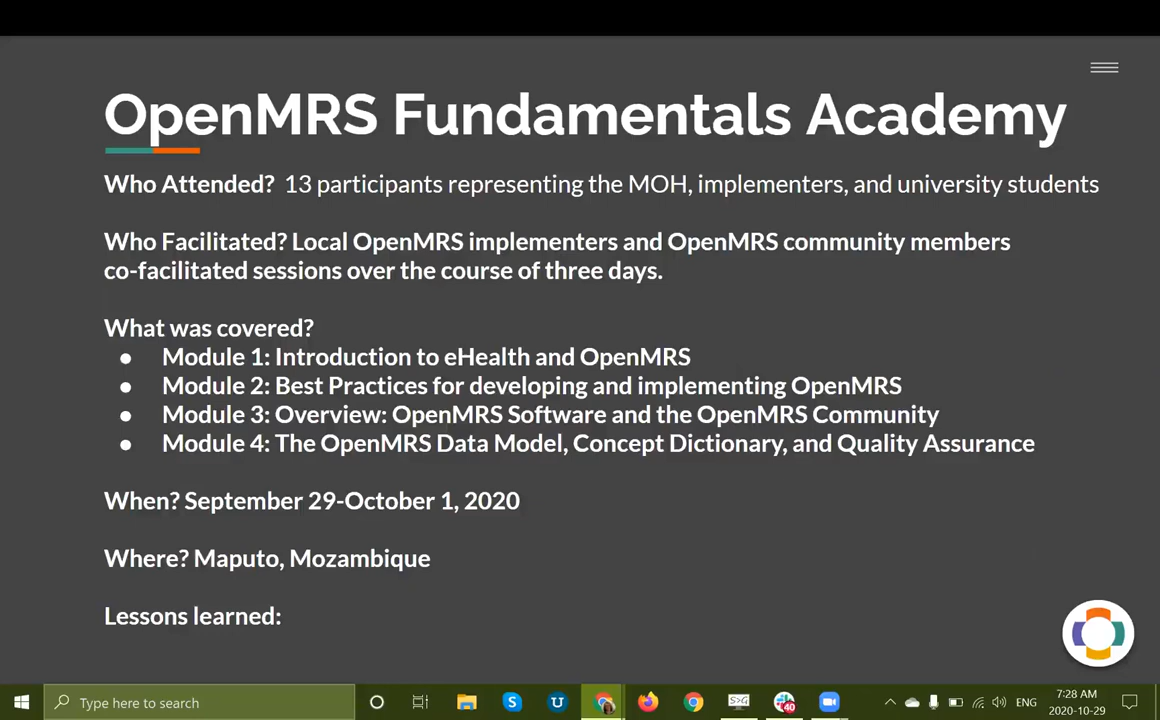 OpenMRS Fundamentals Academy
Who Attended? 13 participants representing the MOH, implementers, and university students
Who Facilitated? Local OpenMRS implementers and OpenMRS community members
co-facilitated sessions over the course of three days.
What was covered?
● Module 1: Introduction to eHealth and OpenMRS
● Module 2: Best Practices for developing and implementing OpenMRS
● Module 3: Overview: OpenMRS Software and the OpenMRS Community
● Module 4: The OpenMRS Data Model, Concept Dictionary, and Quality Assurance
When? September 29-October 1, 2020
Where? Maputo, Mozambique
Lessons learned:
Type here to search
40
ENG
7:28 AM
2020-10-29